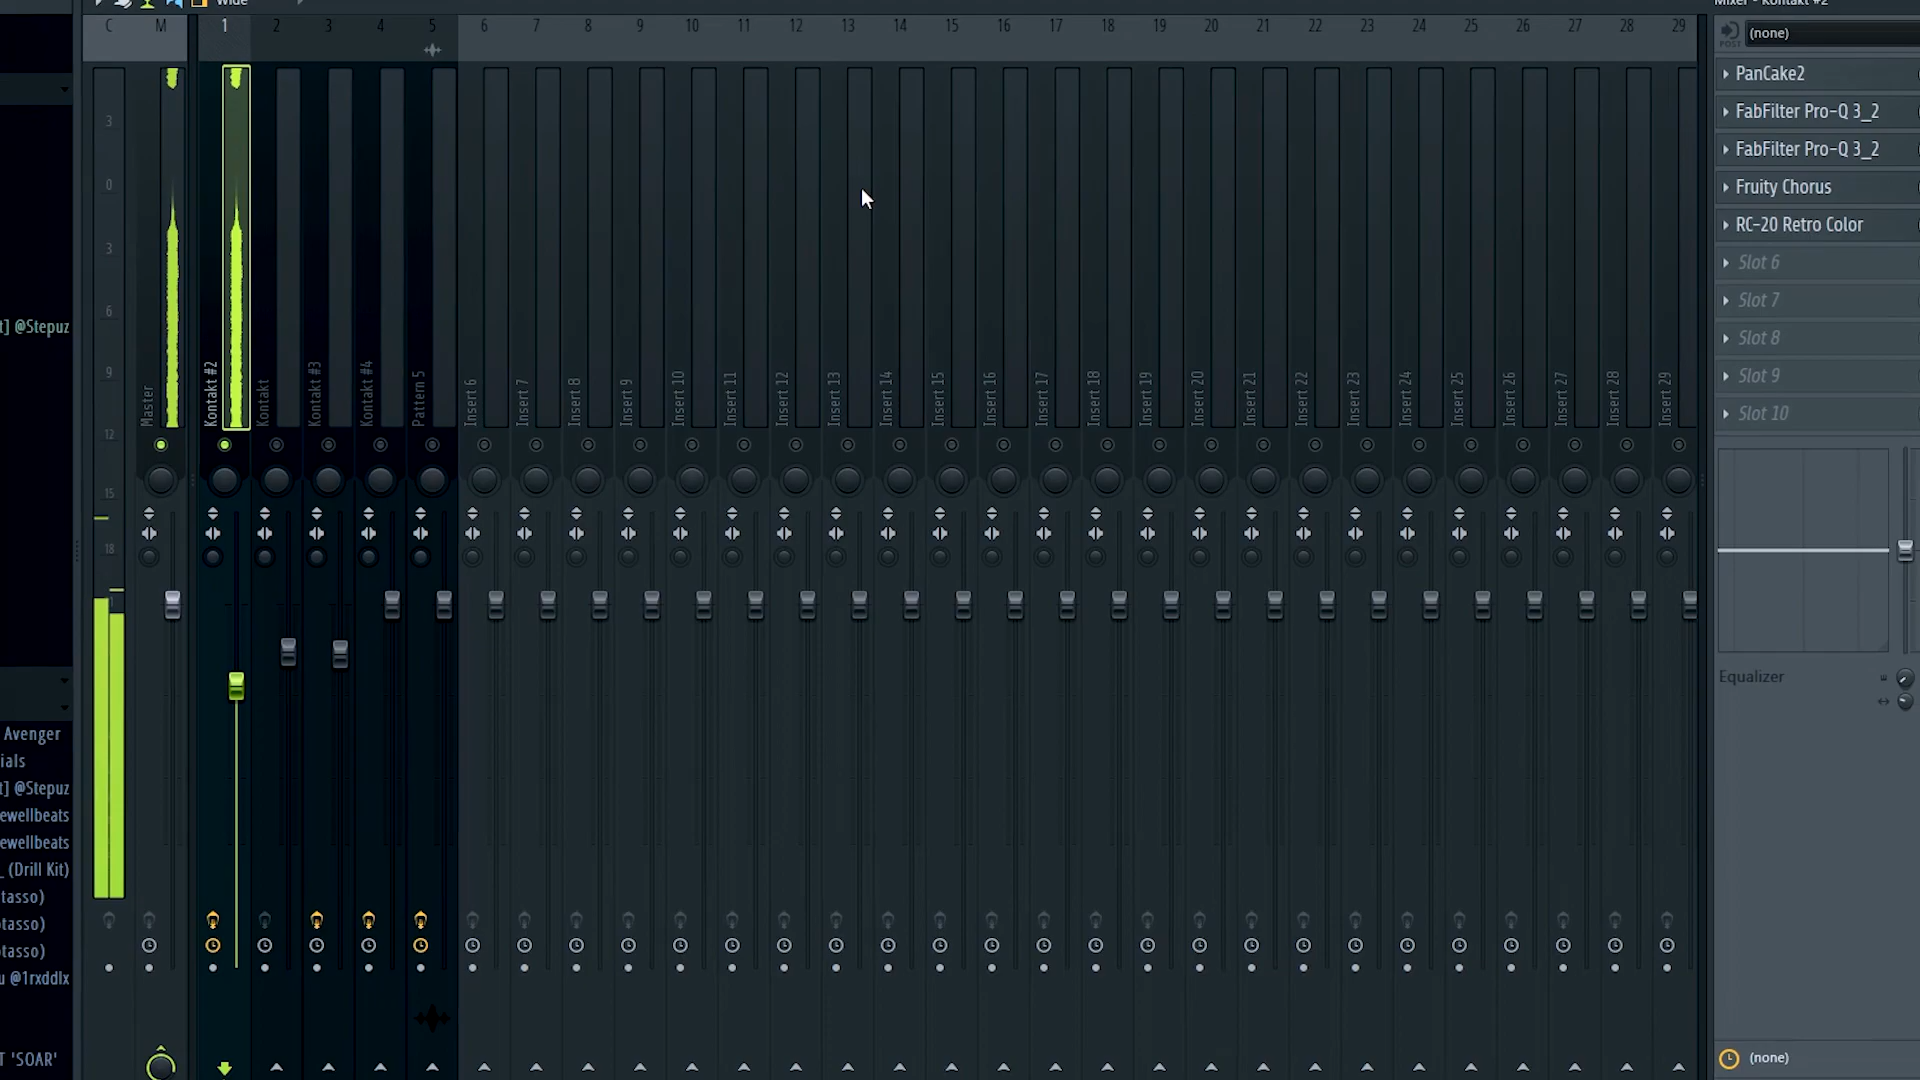 Wide
Mixer - Kontakt #2
C M 1 2 3 4 5 6 7 8 9 10 11 12 13 14 15 16 17 18 19 20 21 22 23 24 25 26 27 28 29
(none)
POST
PanCake2
FabFilter Pro-Q 3_2
FabFilter Pro-Q 3_2
Fruity Chorus
RC-20 Retro Color
Slot 6
Slot 7
Slot 8
Slot 9
Slot 10
3
0
3
6
9
12
15
18
Master
Kontakt #2
Kontakt
Kontakt #3
Kontakt #4
Pattern 5
Insert 6
Insert 7
Insert 8
Insert 9
Insert 10
Insert 11
Insert 12
Insert 13
Insert 14
Insert 15
Insert 16
Insert 17
Insert 18
Insert 19
Insert 20
Insert 21
Insert 22
Insert 23
Insert 24
Insert 25
Insert 26
Insert 27
Insert 28
Insert 29
Equalizer
(none)
t] @Stepuz
Avenger
ials
t] @Stepuz
ewellbeats
ewellbeats
_ (Drill Kit)
tasso)
otasso)
otasso)
u @1rxddlx
T 'SOAR'